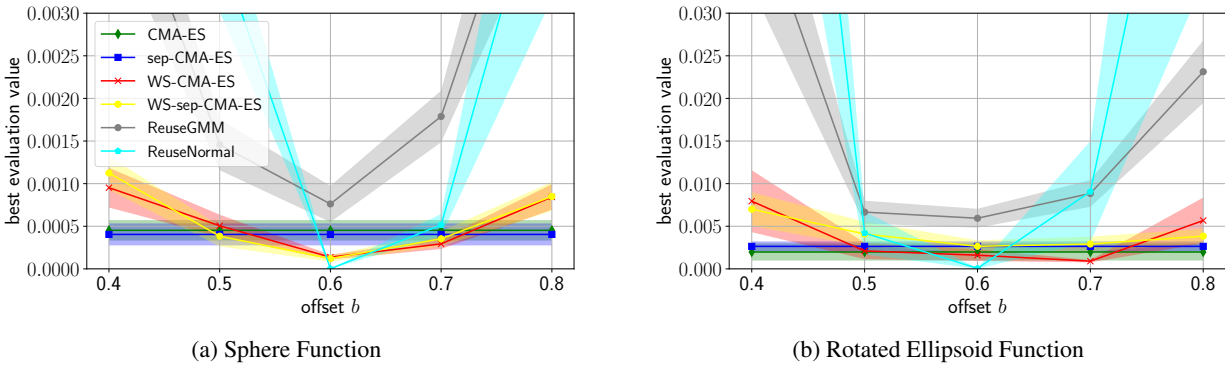 best evaluation value
0.0030
0.0025
0.0020
0.0015
0.0010
0.0005
0.0000
CMA-ES
sep-CMA-ES
WS-CMA-ES
WS-sep-CMA-ES
ReuseGMM
ReuseNormal
0.4 0.5 0.6 0.7 0.8
offset b
(a) Sphere Function
best evaluation value
0.030
0.025
0.020
0.015
0.010
0.005
0.000
0.4 0.5 0.6 0.7 0.8
offset b
(b) Rotated Ellipsoid Function